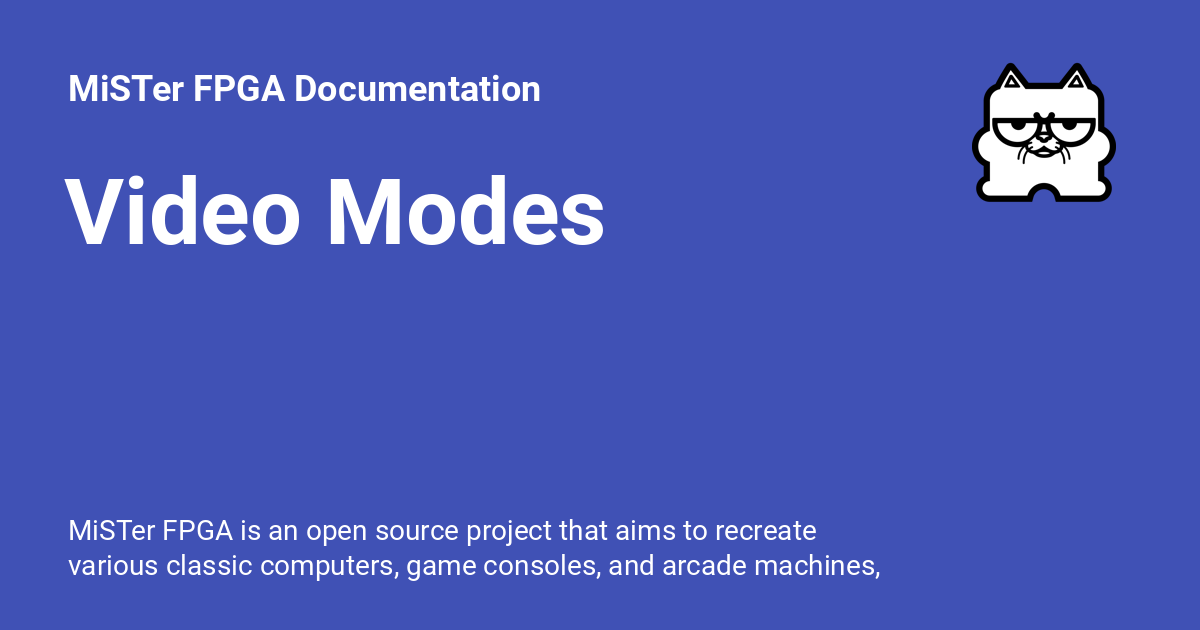 MiSTer FPGA Documentation
Video Modes
MiSTer FPGA is an open source project that aims to recreate
various classic computers, game consoles, and arcade machines,